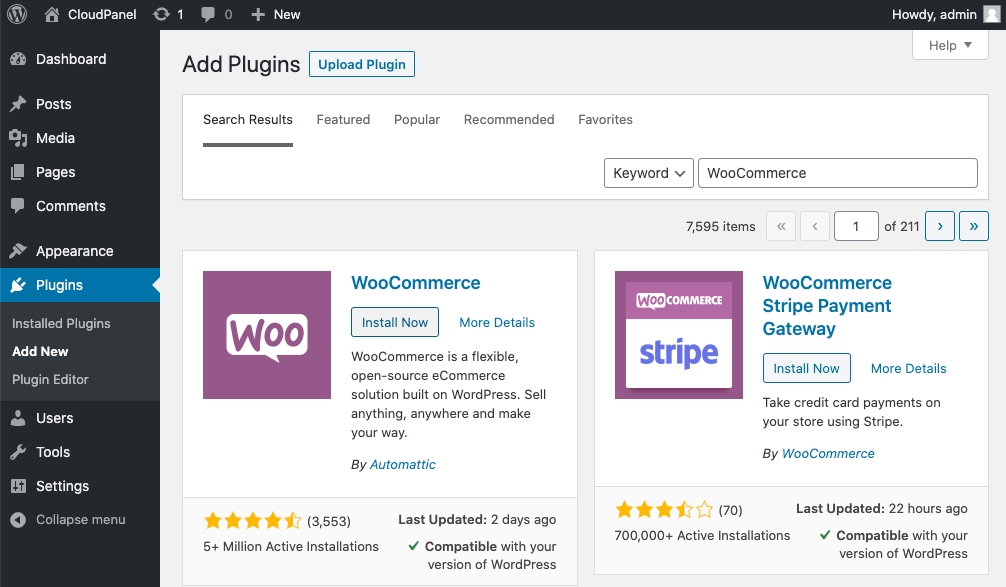 CloudPanel 1 0 New Howdy, admin
Help
Dashboard
Posts
Media
Pages
Comments
Appearance
Plugins
Installed Plugins
Add New
Plugin Editor
Users
Tools
Settings
Collapse menu
Add Plugins Upload Plugin
Search Results Featured Popular Recommended Favorites
Keyword WooCommerce
7,595 items « ‹ 1 of 211 › »
WOO
WooCommerce
Install Now More Details
WooCommerce is a flexible,
open-source eCommerce
solution built on WordPress. Sell
anything, anywhere and make
your way.
By Automattic
(3,553)
5+ Million Active Installations
Last Updated: 2 days ago
Compatible with your
version of WordPress
WOO COMMERCE
stripe
WooCommerce
Stripe Payment
Gateway
Install Now More Details
Take credit card payments on
your store using Stripe.
By WooCommerce
(70)
700,000+ Active Installations
Last Updated: 22 hours ago
Compatible with your
version of WordPress